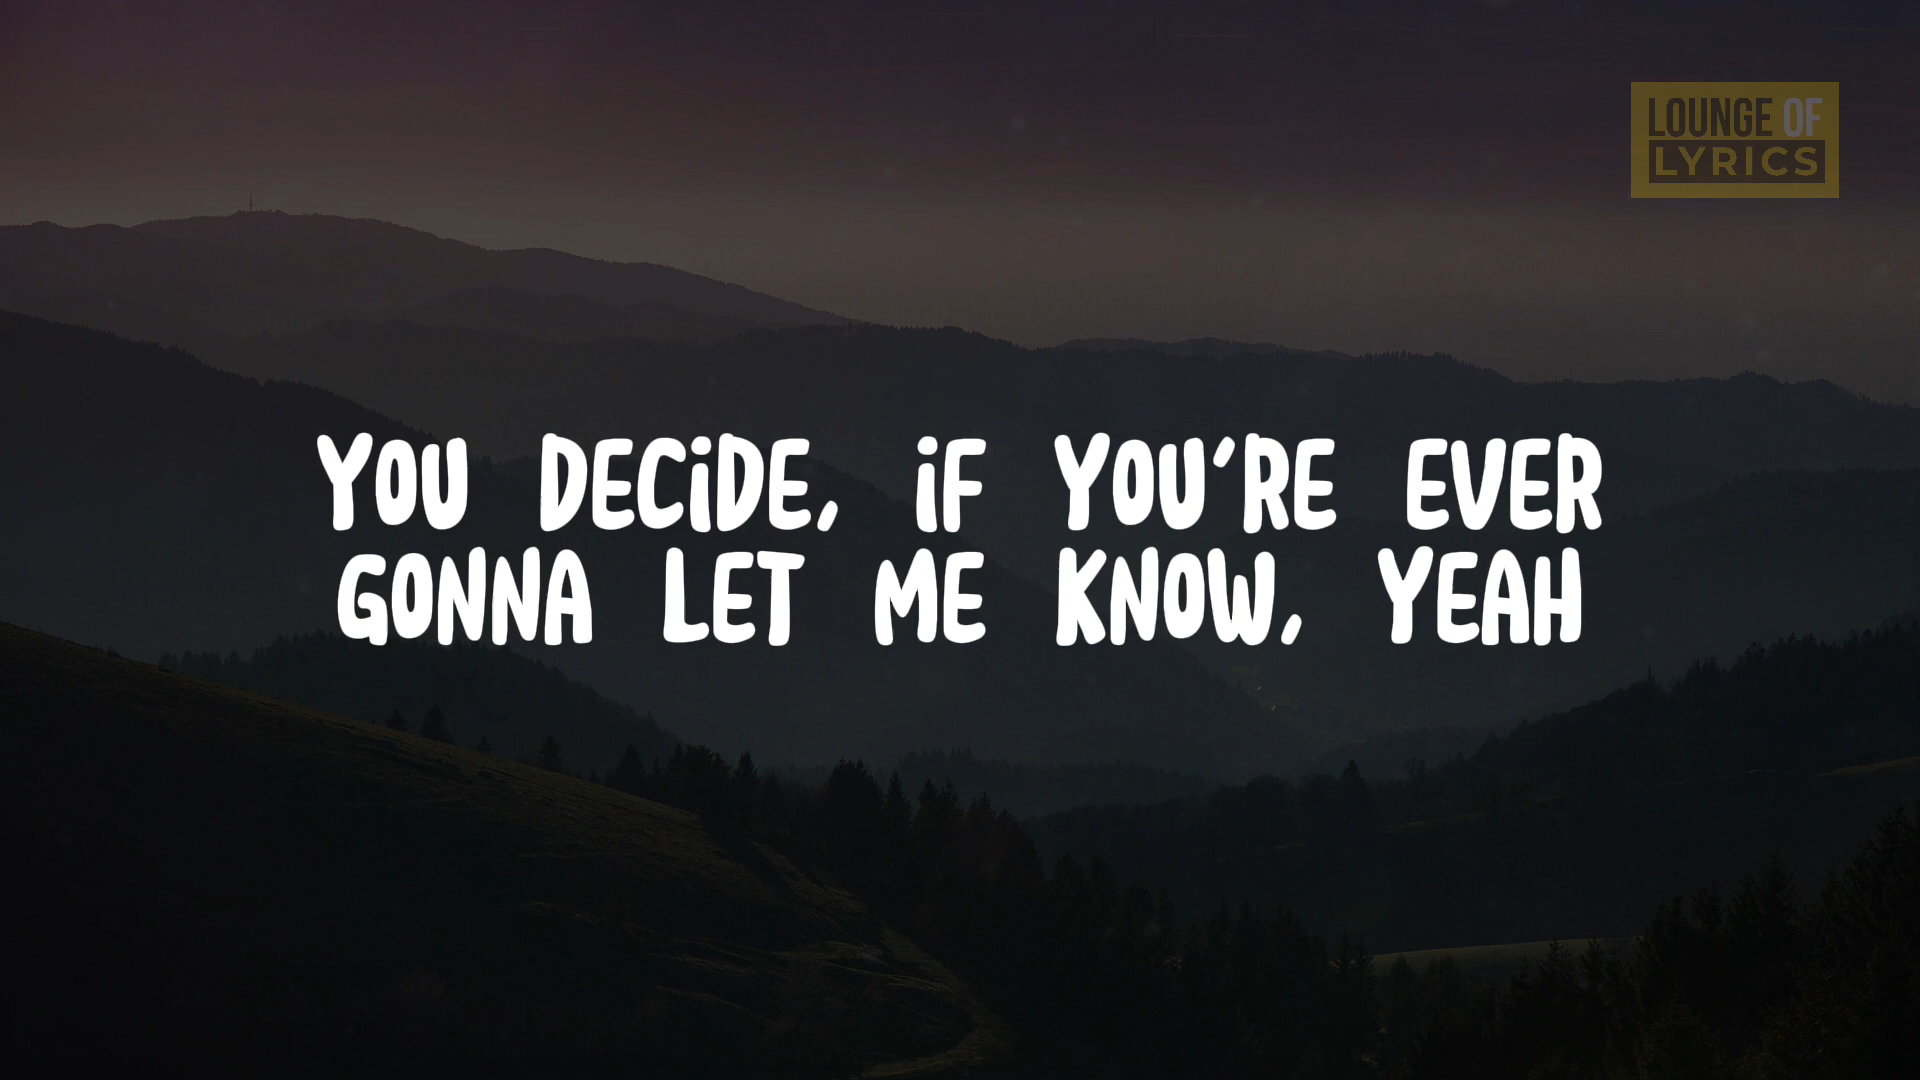 LOUNGE OF
LYRICS
YOU DECiDE, iF YOU'RE EVER
GONNA LET ME KNOW, YEAH